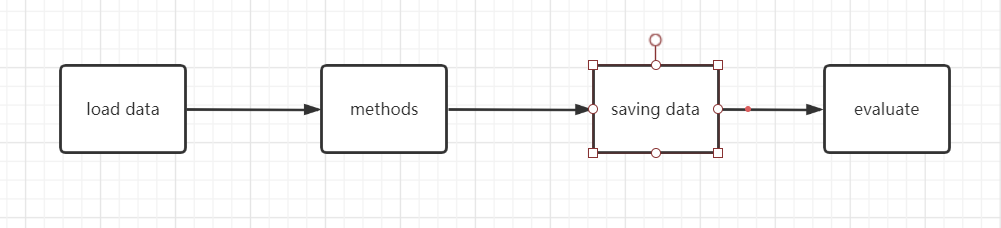 load data
methods
saving data
evaluate